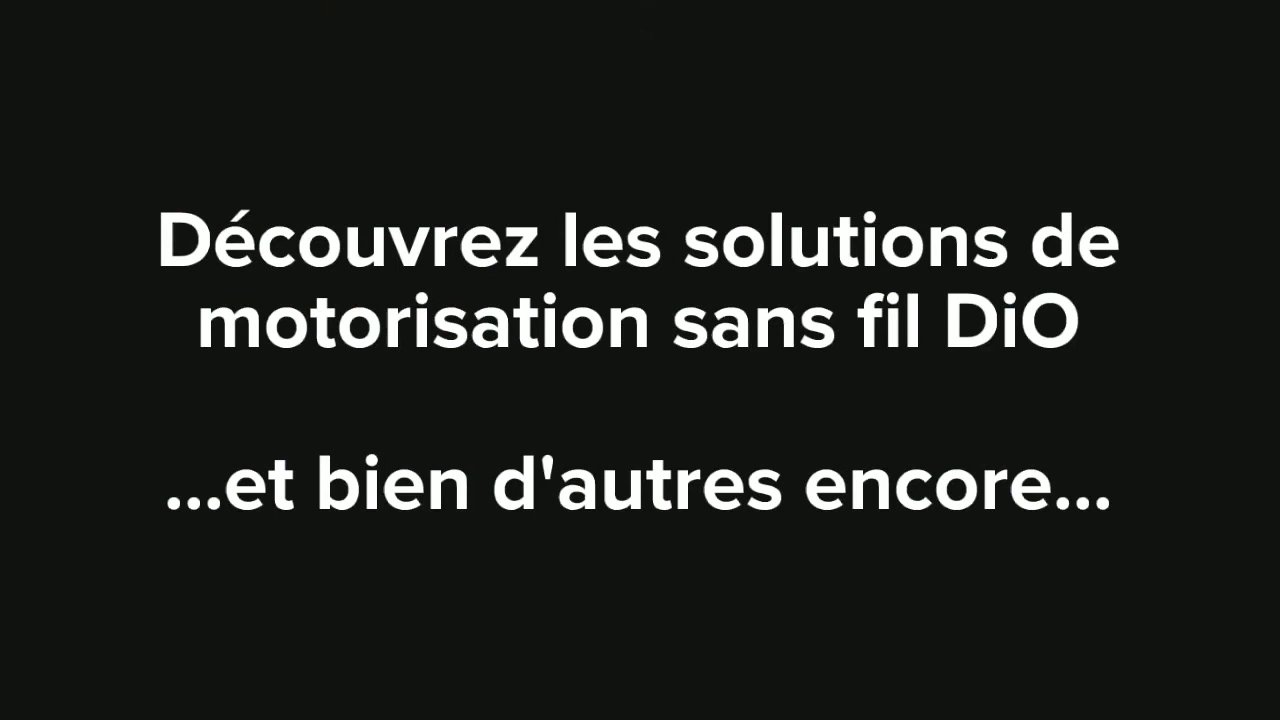 Découvrez les solutions de
motorisation sans fil DiO
...et bien d'autres encore...